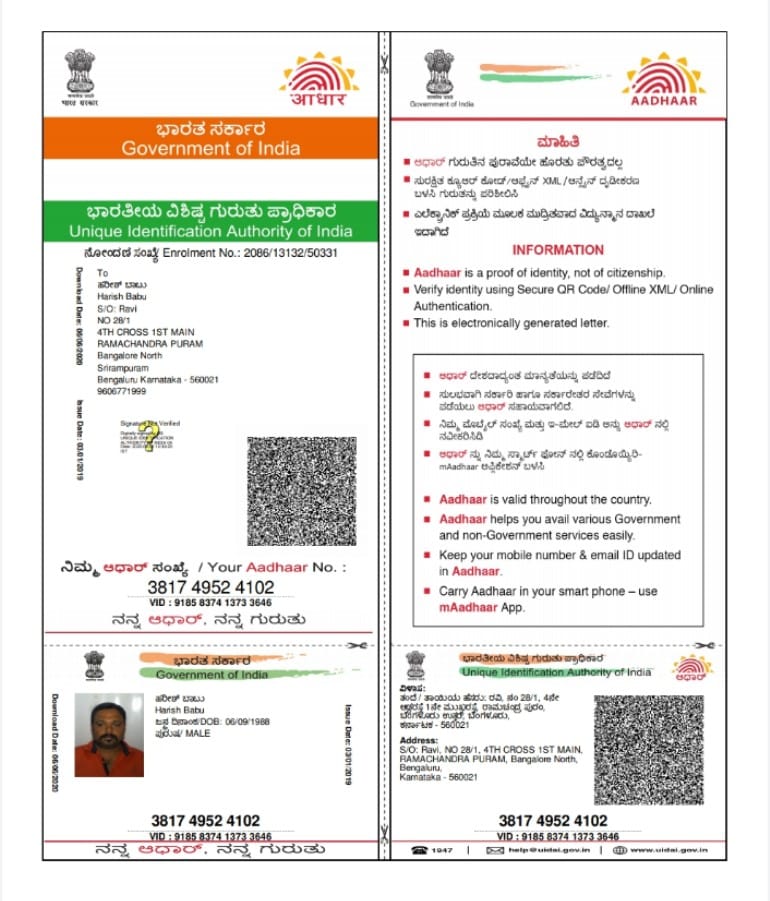 भारत सरकार
आधार
ಭಾರತ ಸರ್ಕಾರ
Government of India
ಭಾರತೀಯ ವಿಶಿಷ್ಟ ಗುರುತು ಪ್ರಾಧಿಕಾರ
Unique Identification Authority of India
ನೋಂದಣಿ ಸಂಖ್ಯೆ/ Enrolment No.: 2086/13132/50331
Download Date: 06/06/2020
Issue Date: 03/01/2019
To
ಹರೀಶ್ ಬಾಬು
Harish Babu
S/O: Ravi
NO 28/1
4TH CROSS 1ST MAIN
RAMACHANDRA PURAM
Bangalore North
Srirampuram
Bengaluru Karnataka - 560021
9606771999
Signature Not Verified
?
ನಿಮ್ಮ ಆಧಾರ್ ಸಂಖ್ಯೆ / Your Aadhaar No. :
3817 4952 4102
VID : 9185 8374 1373 3646
ನನ್ನ ಆಧಾರ್, ನನ್ನ ಗುರುತು
Government of India
AADHAAR
ಮಾಹಿತಿ
ಆಧಾರ್ ಗುರುತಿನ ಪುರಾವೆಯೇ ಹೊರತು ಪೌರತ್ವದಲ್ಲ
ಸುರಕ್ಷಿತ ಕ್ಯೂಆರ್ ಕೋಡ್/ಆಫ್ಲೈನ್ XML /ಆನ್ಲೈನ್ ದೃಢೀಕರಣ
ಬಳಸಿ ಗುರುತನ್ನು ಪರಿಶೀಲಿಸಿ
ಎಲೆಕ್ಟ್ರಾನಿಕ್ ಪ್ರಕ್ರಿಯೆ ಮೂಲಕ ಮುದ್ರಿತವಾದ ವಿದ್ಯುನ್ಮಾನ ದಾಖಲೆ
ಇದಾಗಿದೆ
INFORMATION
Aadhaar is a proof of identity, not of citizenship.
Verify identity using Secure QR Code/ Offline XML/ Online
Authentication.
This is electronically generated letter.
ಆಧಾರ್ ದೇಶದಾದ್ಯಂತ ಮಾನ್ಯತೆಯನ್ನು ಪಡೆದಿದೆ
ಸುಲಭವಾಗಿ ಸರ್ಕಾರಿ ಹಾಗೂ ಸರ್ಕಾರೇತರ ಸೇವೆಗಳನ್ನು
ಪಡೆಯಲು ಆಧಾರ್ ಸಹಾಯವಾಗಲಿದೆ.
ನಿಮ್ಮ ಮೊಬೈಲ್ ಸಂಖ್ಯೆ ಮತ್ತು ಇ-ಮೇಲ್ ಐಡಿ ಅನ್ನು ಆಧಾರ್ ನಲ್ಲಿ
ನವೀಕರಿಸಿಡಿ
ಆಧಾರ್ ನ್ನು ನಿಮ್ಮ ಸ್ಮಾರ್ಟ್ ಫೋನ್ ನಲ್ಲಿ ಕೊಂಡೊಯ್ಯಿರಿ-
mAadhaar ಅಪ್ಲಿಕೇಶನ್ ಬಳಸಿ
Aadhaar is valid throughout the country.
Aadhaar helps you avail various Government
and non-Government services easily.
Keep your mobile number & email ID updated
in Aadhaar.
Carry Aadhaar in your smart phone – use
mAadhaar App.
ಭಾರತ ಸರ್ಕಾರ
Government of India
Download Date: 06/06/2020
ಹರೀಶ್ ಬಾಬು
Harish Babu
ಜನ್ಮ ದಿನಾಂಕ/DOB: 06/09/1988
ಪುರುಷ/ MALE
Issue Date: 03/01/2019
3817 4952 4102
VID : 9185 8374 1373 3646
ನನ್ನ ಆಧಾರ್, ನನ್ನ ಗುರುತು
ಭಾರತೀಯ ವಿಶಿಷ್ಟ ಗುರುತು ಪ್ರಾಧಿಕಾರ
Unique Identification Authority of India
ಆಧಾರ್
ವಿಳಾಸ:
ತಂದೆ / ತಾಯಿಯ ಹೆಸರು: ರವಿ, ನಂ 28/1, 4ನೇ
ಅಡ್ಡರಸ್ತೆ 1ನೇ ಮುಖ್ಯರಸ್ತೆ, ರಾಮಚಂದ್ರ ಪುರಂ,
ಬೆಂಗಳೂರು ಉತ್ತರ, ಬೆಂಗಳೂರು,
ಕರ್ನಾಟಕ - 560021
Address:
S/O: Ravi, NO 28/1, 4TH CROSS 1ST MAIN,
RAMACHANDRA PURAM, Bangalore North,
Bengaluru,
Karnataka - 560021
3817 4952 4102
VID : 9185 8374 1373 3646
1947 | help@uidai.gov.in | www.uidai.gov.in